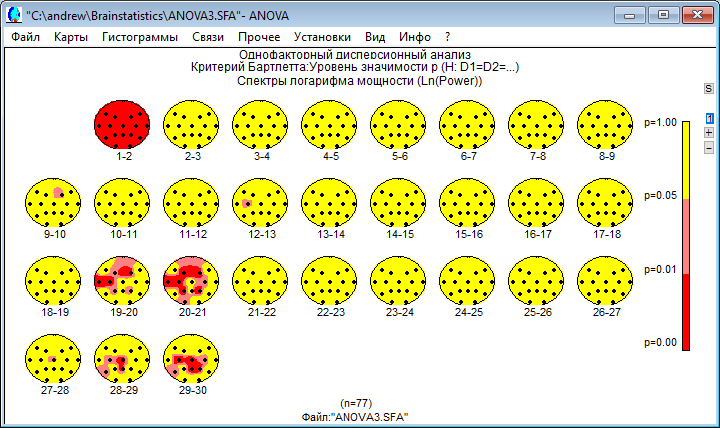 "C:\andrew\Brainstatistics\ANOVA3.SFA"- ANOVA
Файл Карты Гистограммы Связи Прочее Установки Вид Инфо ?
Однофакторный дисперсионный анализ
Критерий Бартлетта:Уровень значимости p (H: D1=D2=...)
Спектры логарифма мощности (Ln(Power))
S
1
+
−
p=1.00
1-2 2-3 3-4 4-5 5-6 6-7 7-8 8-9
p=0.05
9-10 10-11 11-12 12-13 13-14 14-15 15-16 16-17 17-18
p=0.01
18-19 19-20 20-21 21-22 22-23 23-24 24-25 25-26 26-27
p=0.00
27-28 28-29 29-30
(n=77)
Файл:"ANOVA3.SFA"